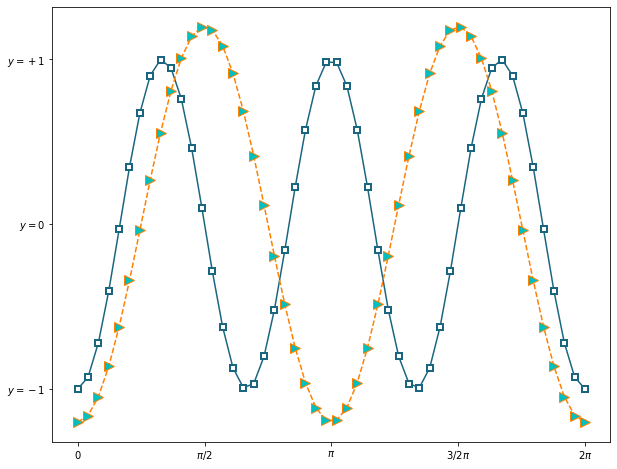 y = +1
y = 0
y = −1
0
π/2
π
3/2π
2π